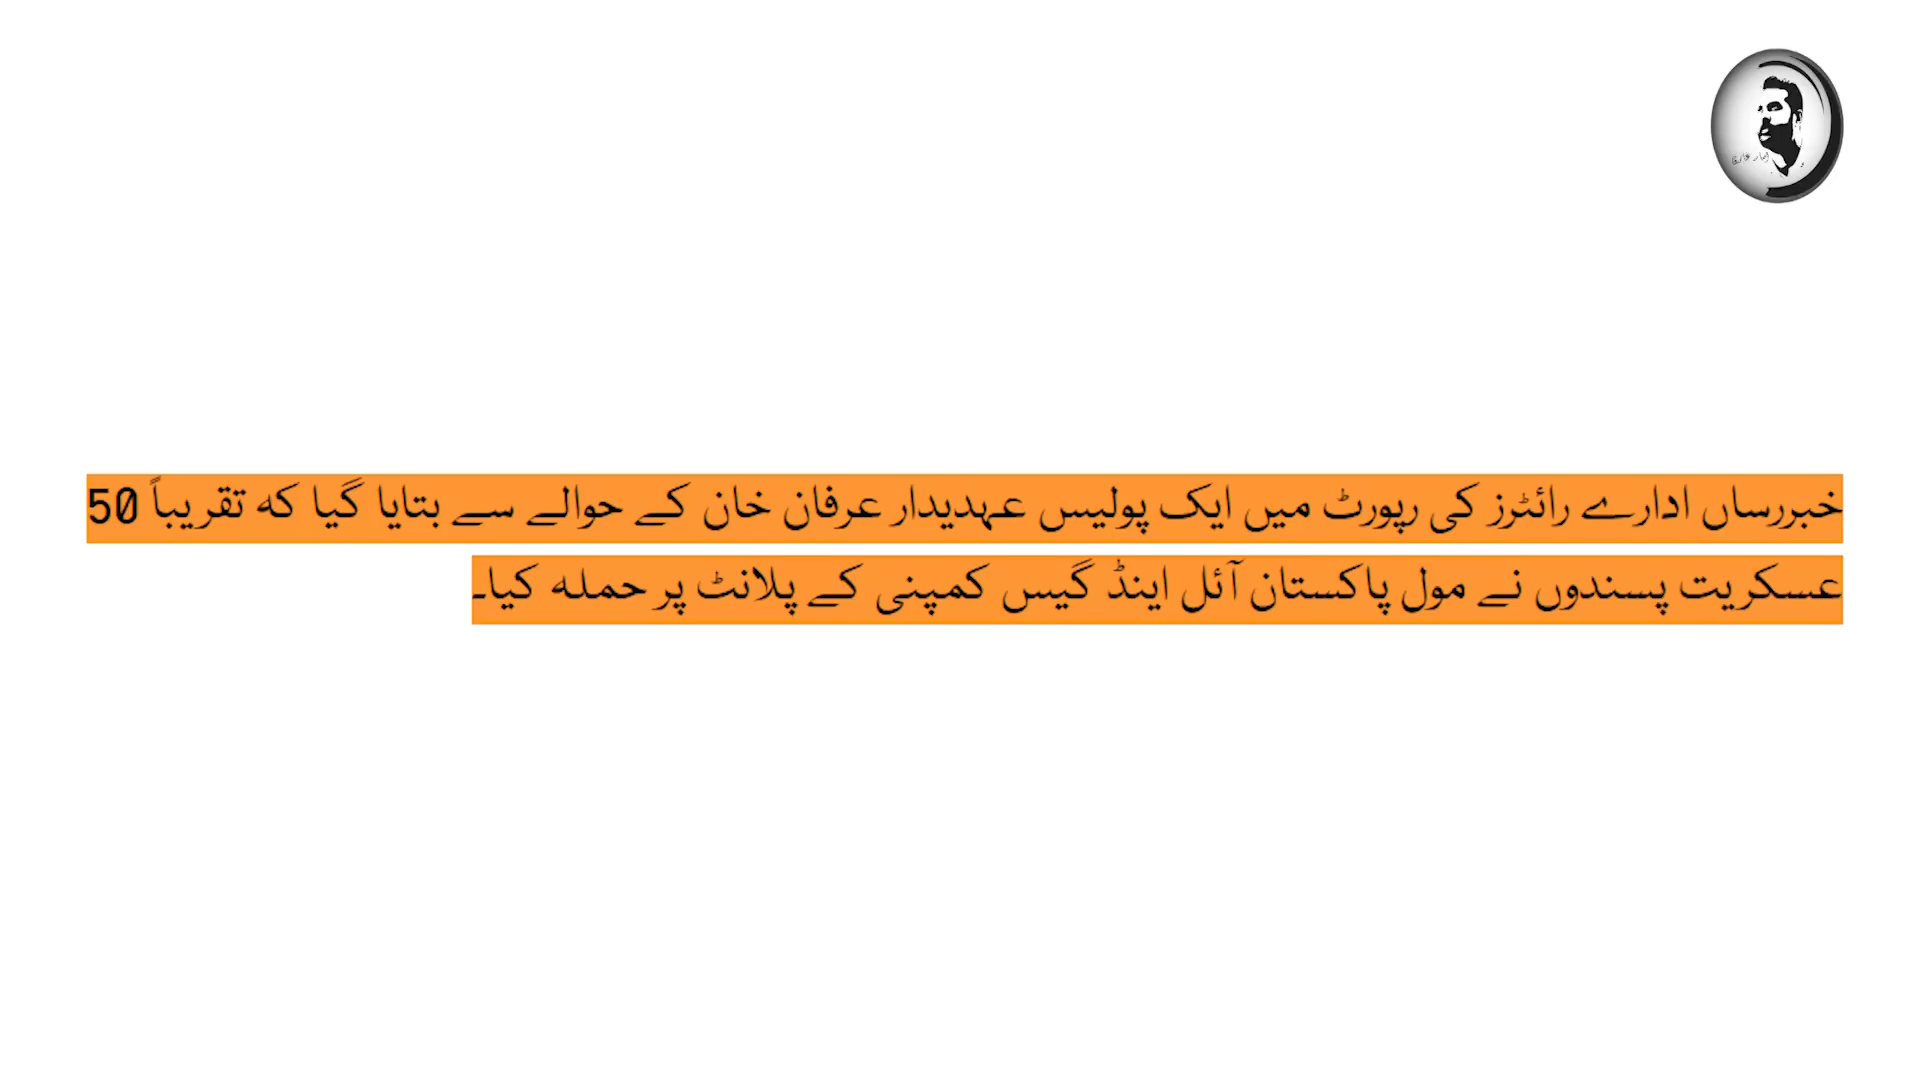 خبررساں ادارے رائٹرز کی رپورٹ میں ایک پولیس عہدیدار عرفان خان کے حوالے سے بتایا گیا کہ تقریباً 50
عسکریت پسندوں نے مول پاکستان آئل اینڈ گیس کمپنی کے پلانٹ پر حملہ کیا۔